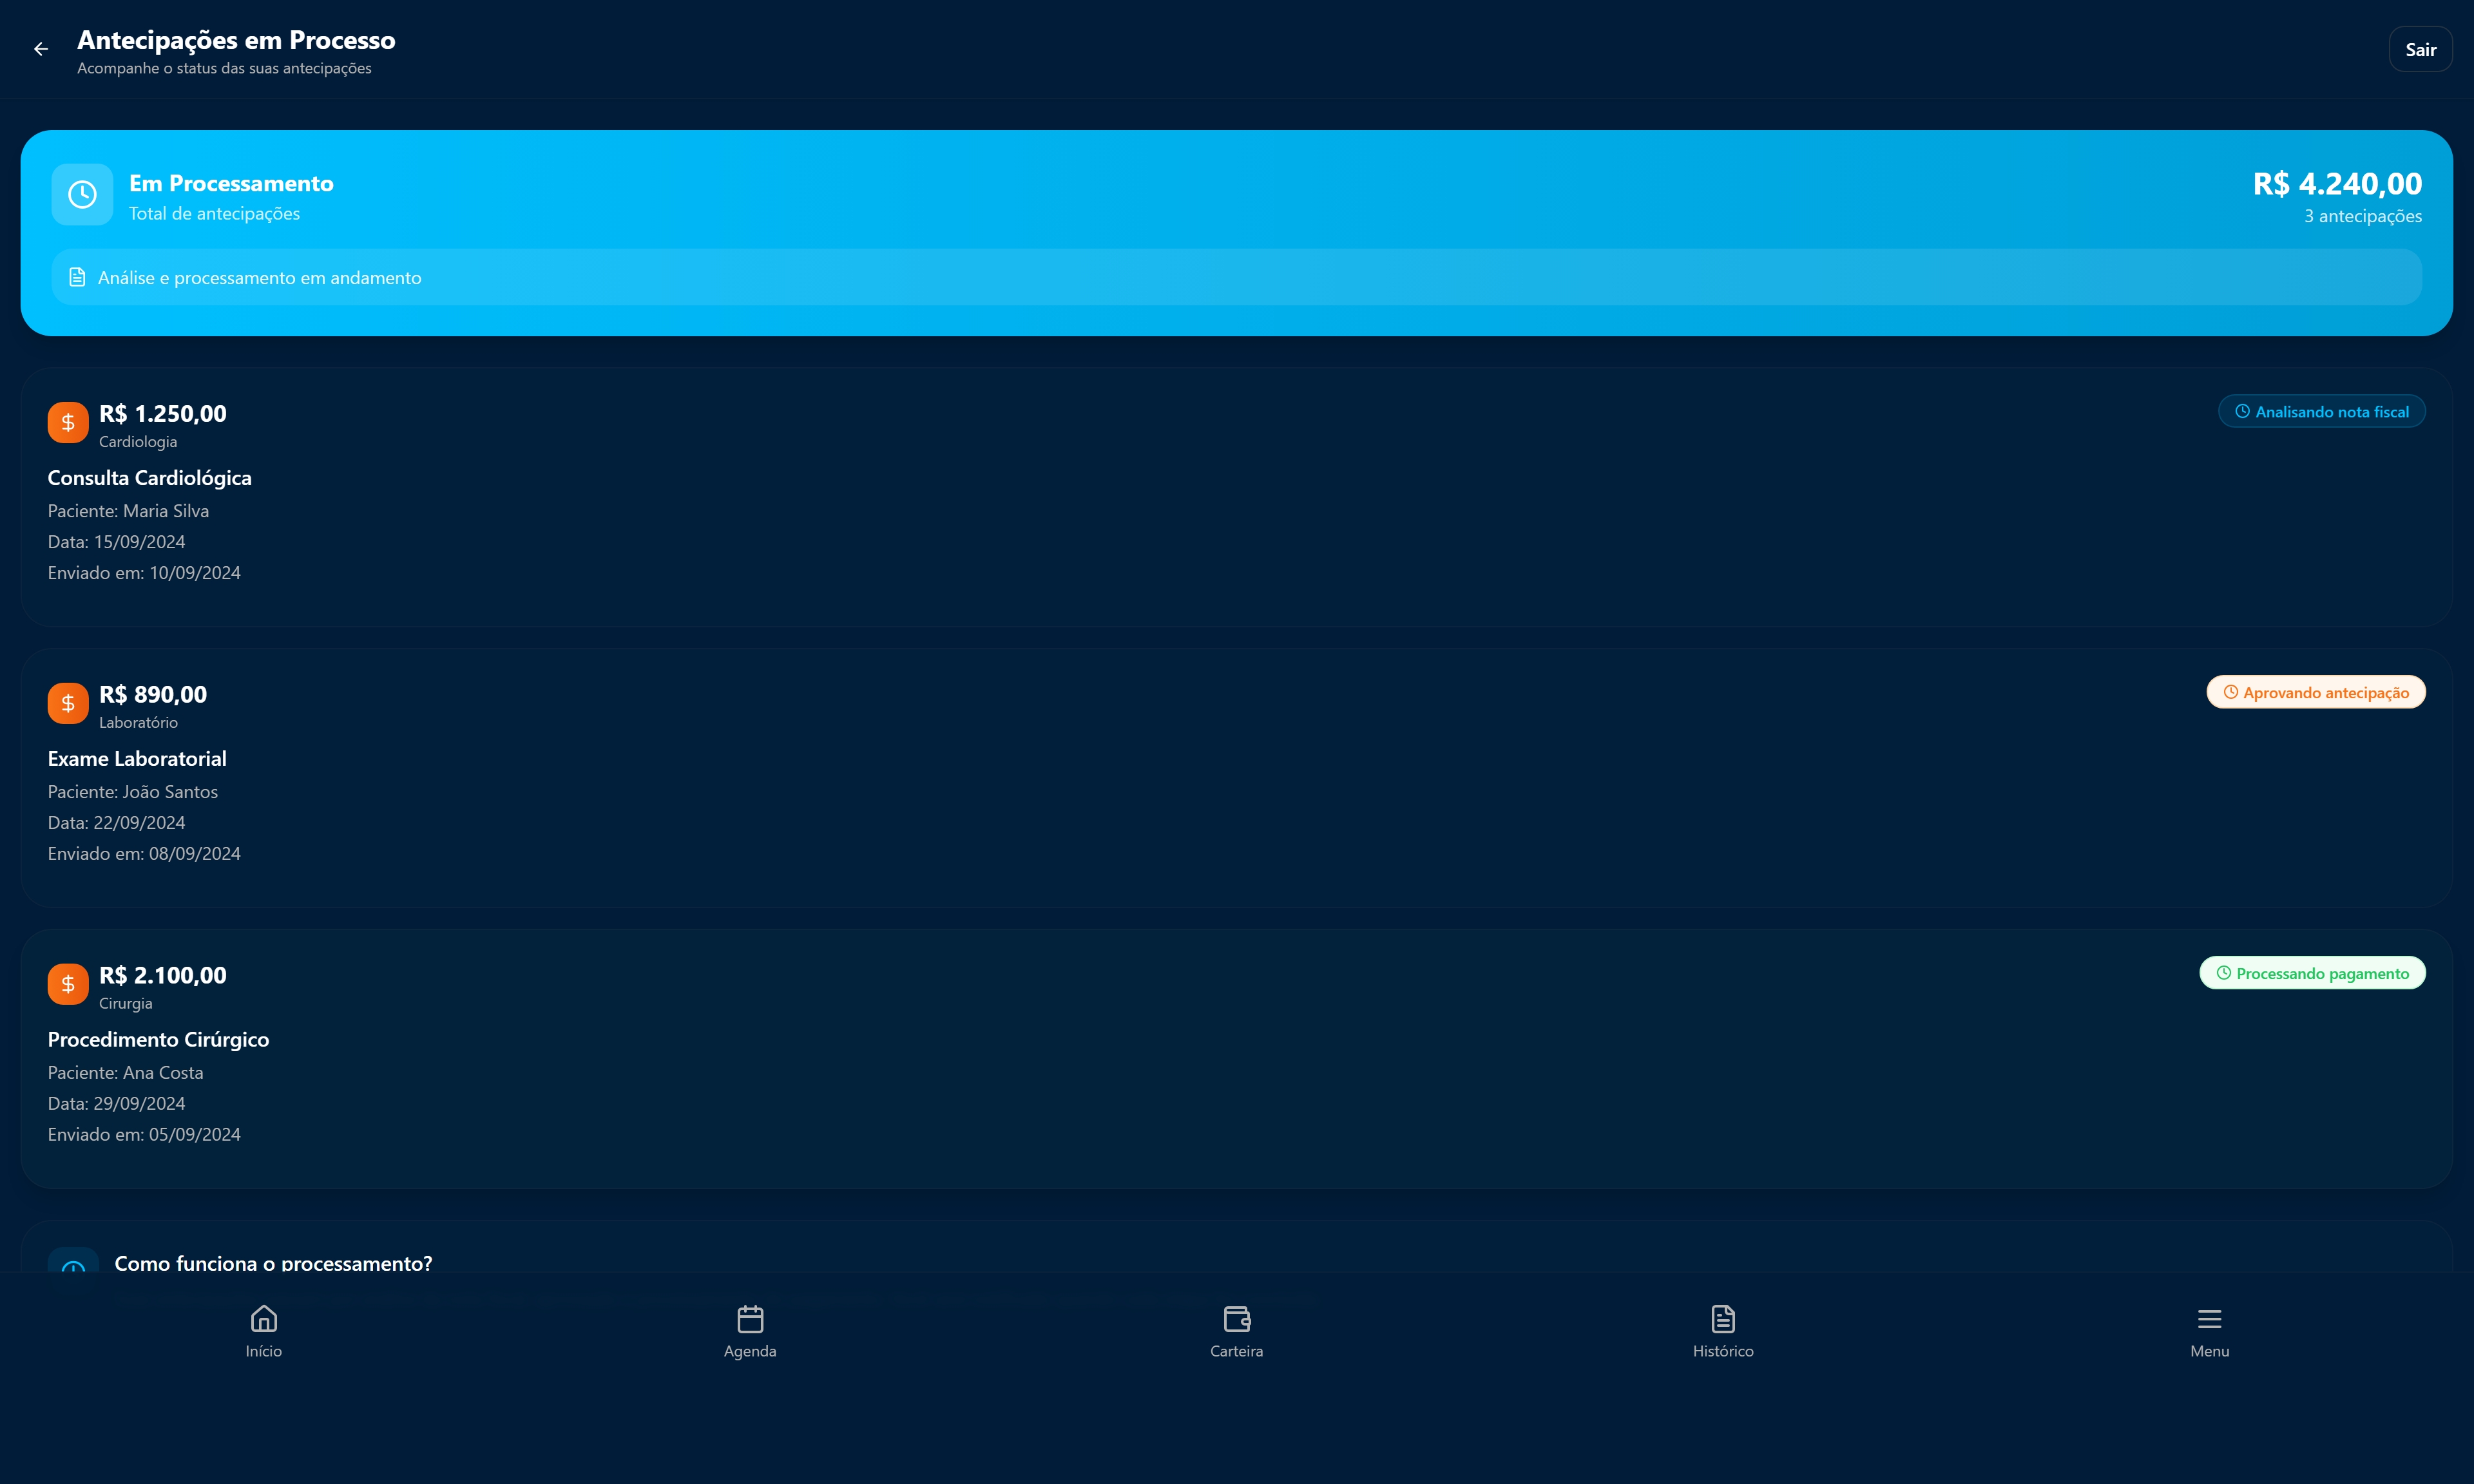 Antecipações em Processo
Acompanhe o status das suas antecipações
Sair
Em Processamento
Total de antecipações
R$ 4.240,00
3 antecipações
Análise e processamento em andamento
R$ 1.250,00
Cardiologia
Analisando nota fiscal
Consulta Cardiológica
Paciente: Maria Silva
Data: 15/09/2024
Enviado em: 10/09/2024
R$ 890,00
Laboratório
Aprovando antecipação
Exame Laboratorial
Paciente: João Santos
Data: 22/09/2024
Enviado em: 08/09/2024
R$ 2.100,00
Cirurgia
Processando pagamento
Procedimento Cirúrgico
Paciente: Ana Costa
Data: 29/09/2024
Enviado em: 05/09/2024
Como funciona o processamento?
Início
Agenda
Carteira
Histórico
Menu